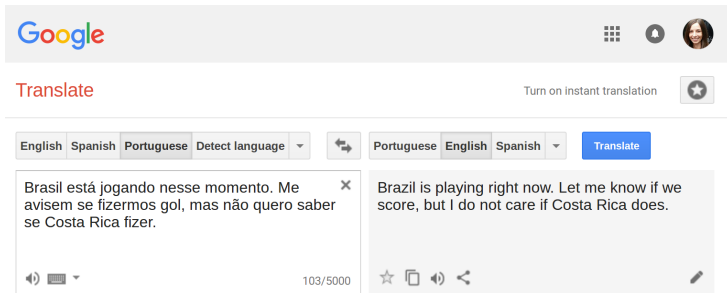 Google
Translate
Turn on instant translation
English Spanish Portuguese Detect language
Portuguese English Spanish
Translate
Brasil está jogando nesse momento. Me
avisem se fizermos gol, mas não quero saber
se Costa Rica fizer.
103/5000
Brazil is playing right now. Let me know if we
score, but I do not care if Costa Rica does.